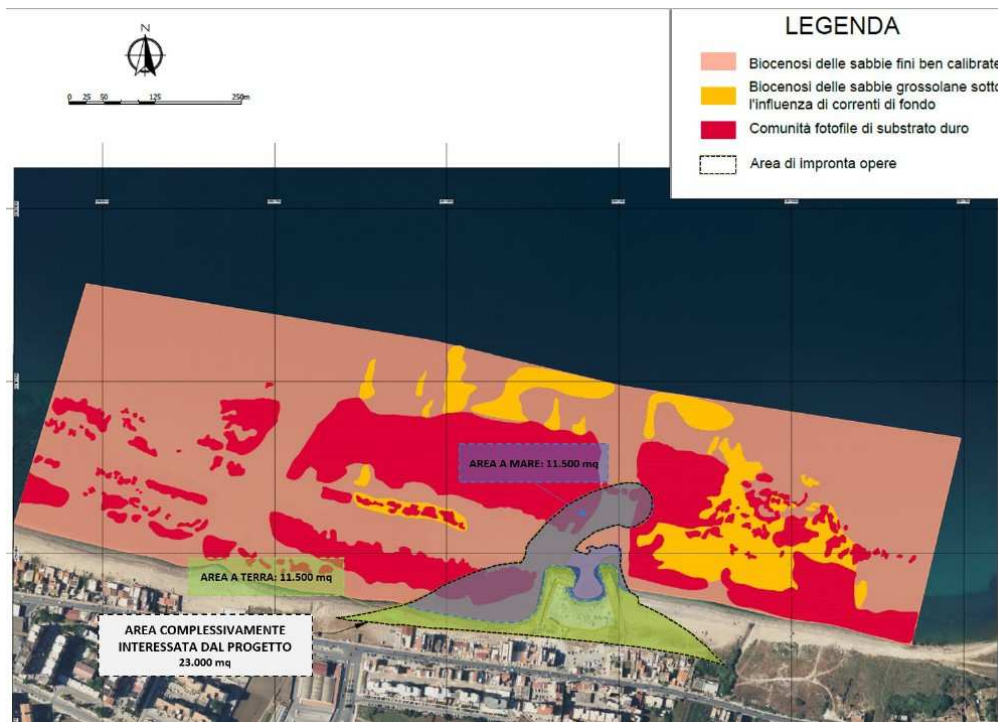 LEGENDA
N
0 25 50 125 250m
Biocenosi delle sabbie fini ben calibrate
Biocenosi delle sabbie grossolane sotto
l'influenza di correnti di fondo
Comunità fotofile di substrato duro
Area di impronta opere
AREA A MARE: 11.500 mq
AREA A TERRA: 11.500 mq
AREA COMPLESSIVAMENTE
INTERESSATA DAL PROGETTO
23.000 mq